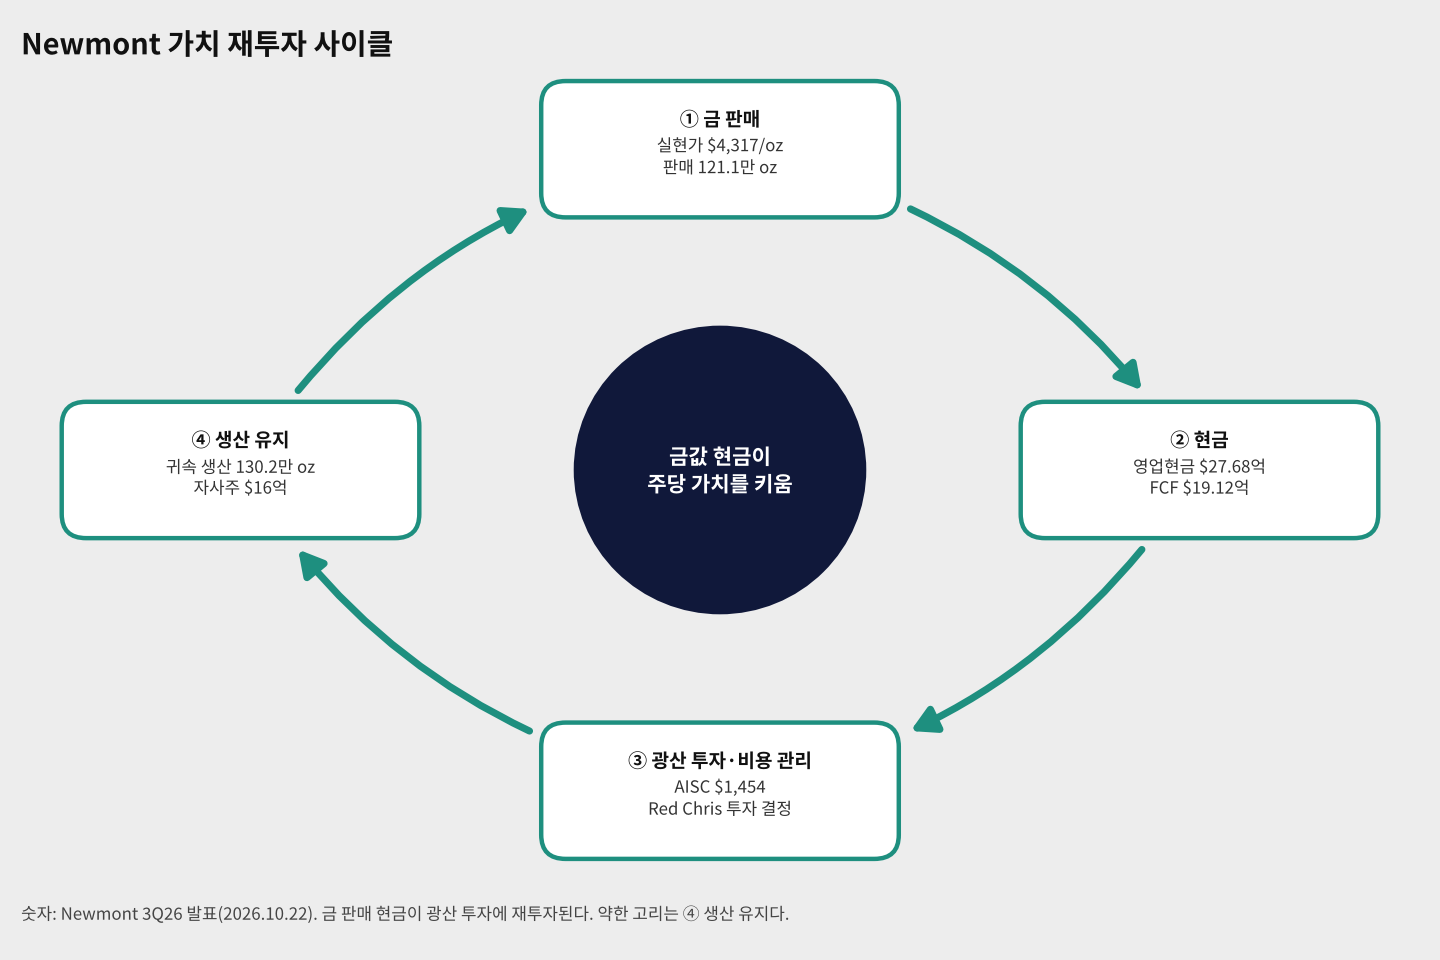 Newmont 가치 재투자 사이클
① 금 판매
실현가 $4,317/oz
판매 121.1만 oz
④ 생산 유지
귀속 생산 130.2만 oz
자사주 $16억
금값 현금이
주당 가치를 키움
② 현금
영업현금 $27.68억
FCF $19.12억
③ 광산 투자·비용 관리
AISC $1,454
Red Chris 투자 결정
숫자: Newmont 3Q26 발표(2026.10.22). 금 판매 현금이 광산 투자에 재투자된다. 약한 고리는 ④ 생산 유지다.